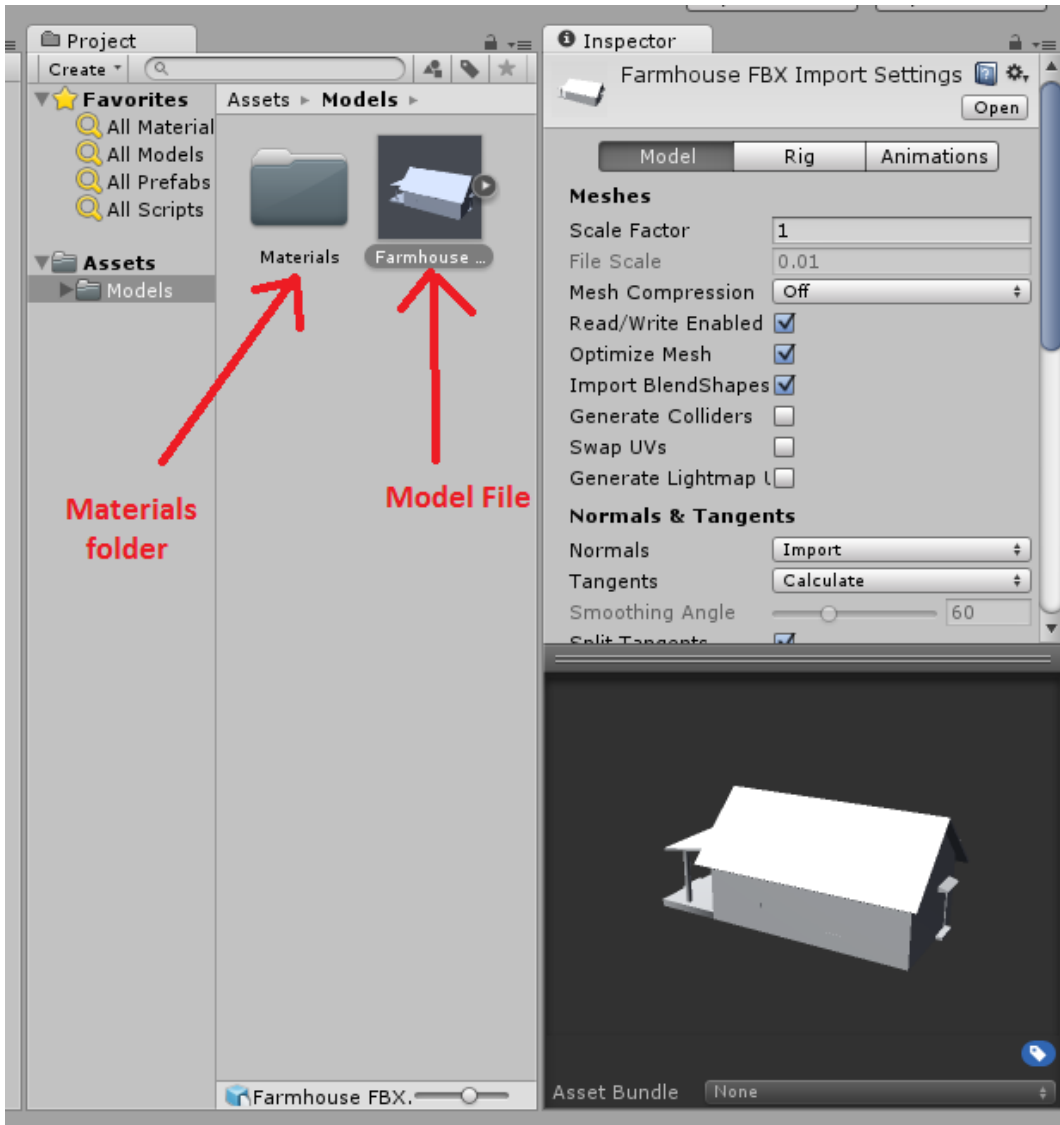 Project
Create
Favorites
All Material
All Models
All Prefabs
All Scripts
Assets
Models
Assets Models
Materials
Farmhouse ...
Materials
folder
Model File
Farmhouse FBX.
Inspector
Farmhouse FBX Import Settings
Open
Model Rig Animations
Meshes
Scale Factor 1
File Scale 0.01
Mesh Compression Off
Read/Write Enabled
Optimize Mesh
Import BlendShapes
Generate Colliders
Swap UVs
Generate Lightmap U
Normals & Tangents
Normals Import
Tangents Calculate
Smoothing Angle 60
Split Tangents
Asset Bundle None